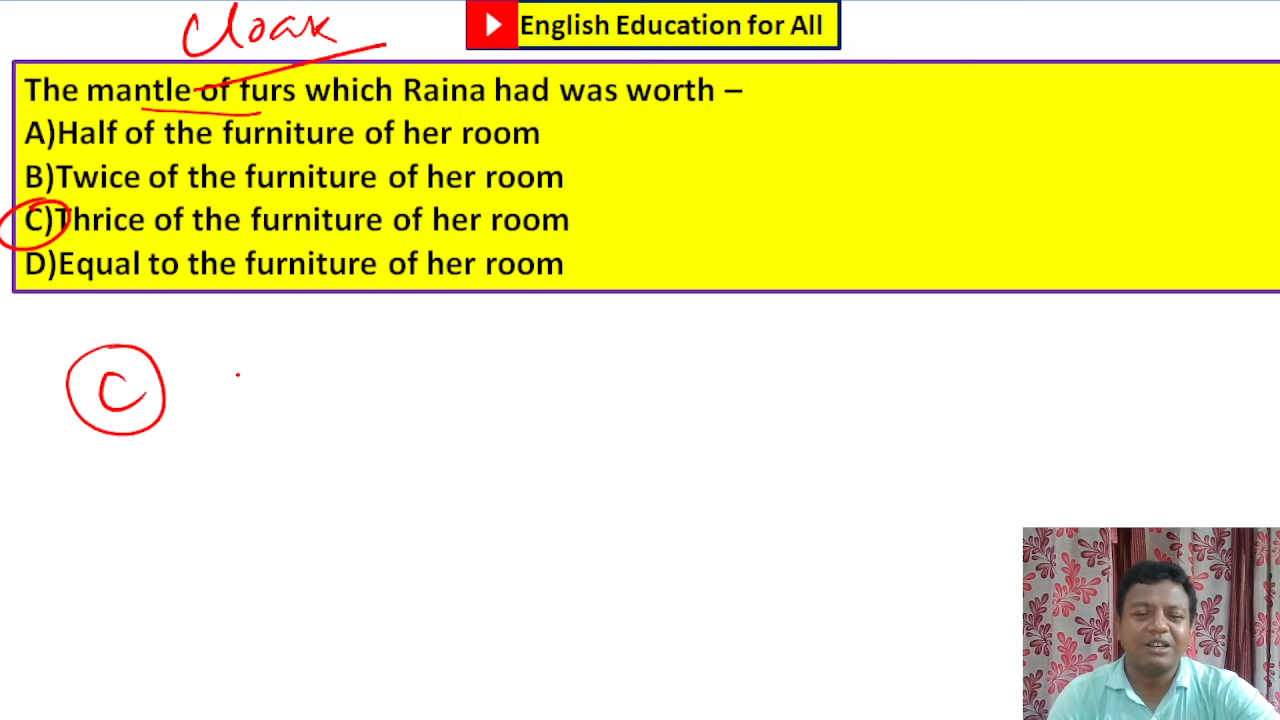 cloak
English Education for All
The mantle of furs which Raina had was worth –
A)Half of the furniture of her room
B)Twice of the furniture of her room
C)Thrice of the furniture of her room
D)Equal to the furniture of her room
C